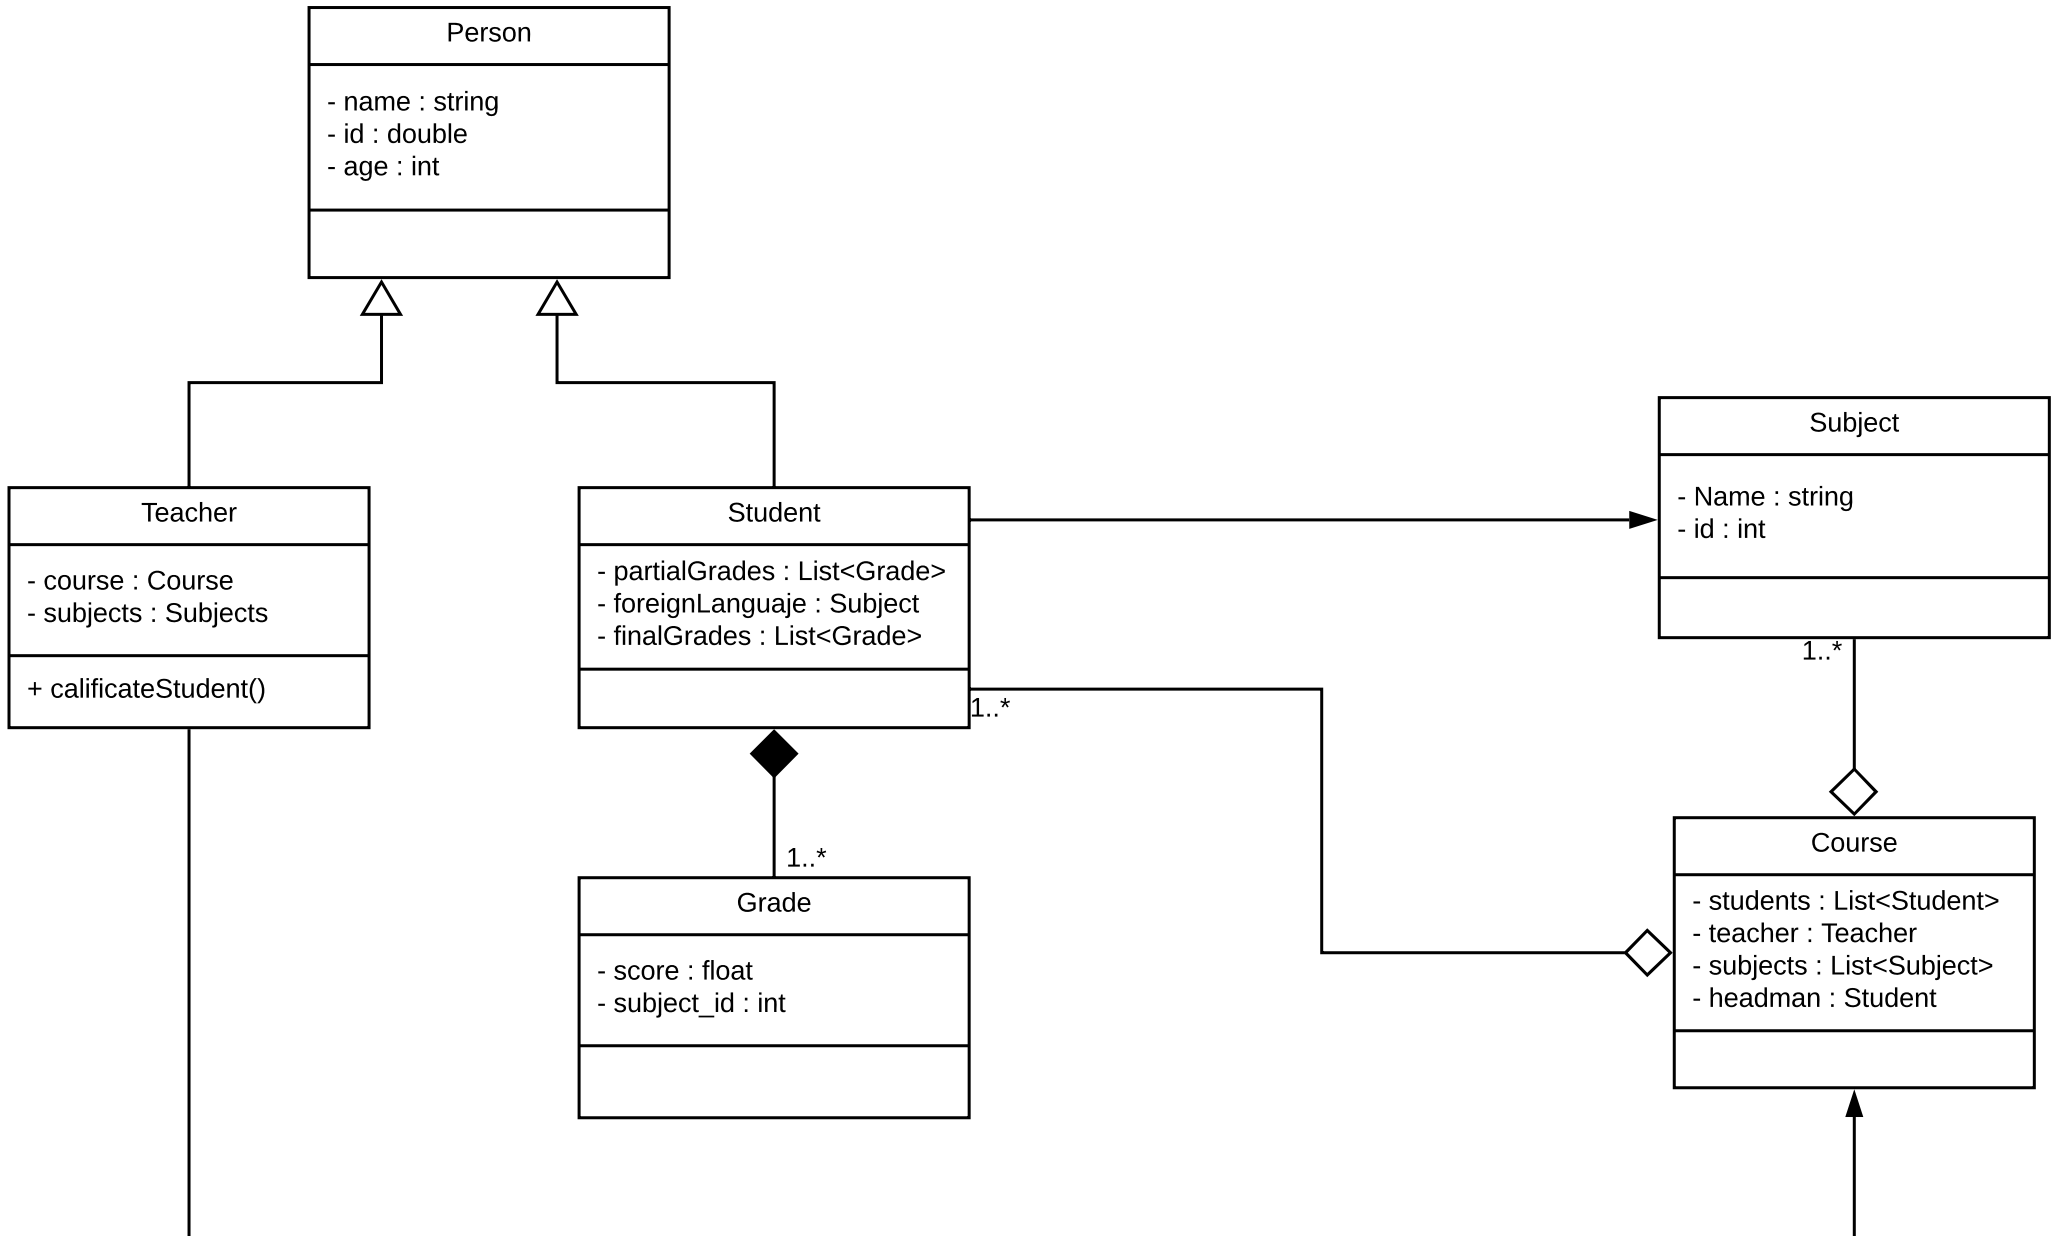 Person
- name : string
- id : double
- age : int
Teacher
- course : Course
- subjects : Subjects
+ calificateStudent()
Student
- partialGrades : List<Grade>
- foreignLanguaje : Subject
- finalGrades : List<Grade>
1..*
1..*
Grade
- score : float
- subject_id : int
Subject
- Name : string
- id : int
1..*
Course
- students : List<Student>
- teacher : Teacher
- subjects : List<Subject>
- headman : Student